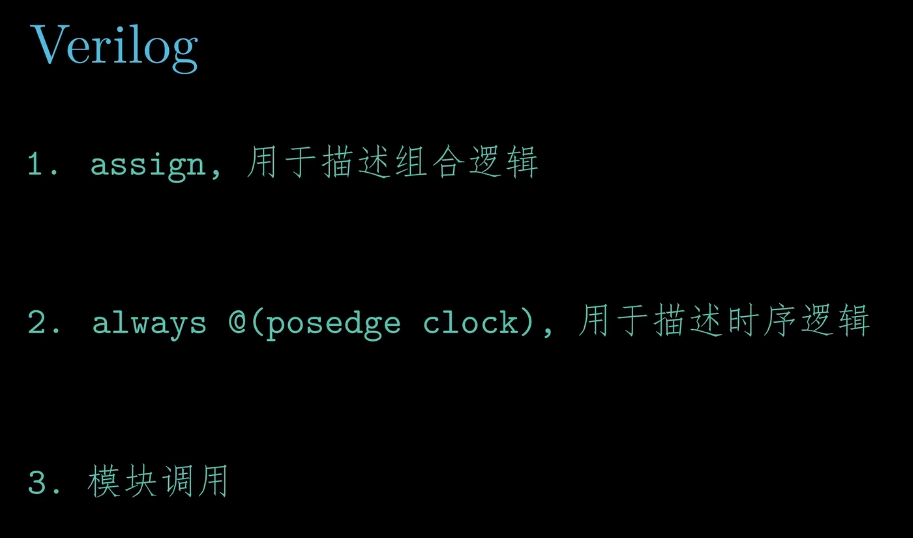 Verilog
1. assign, 用于描述组合逻辑
2. always @(posedge clock), 用于描述时序逻辑
3. 模块调用